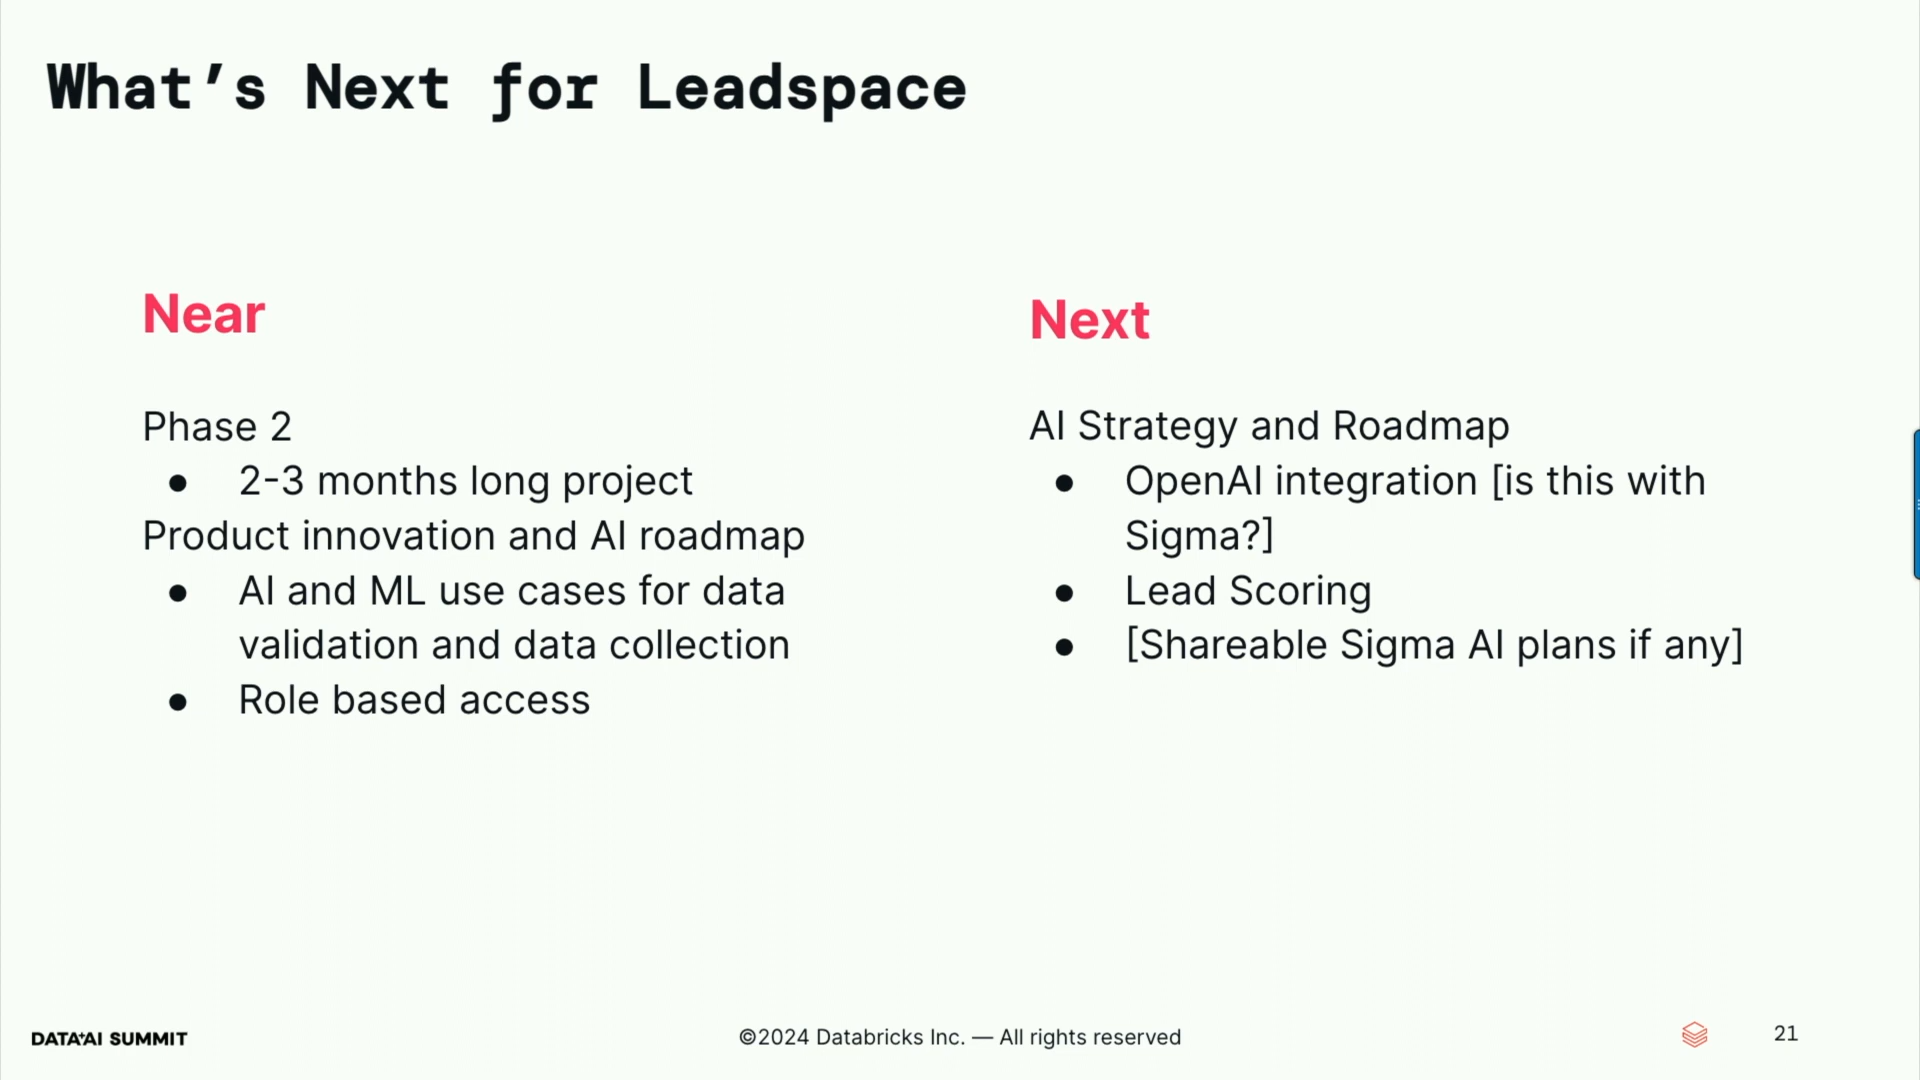 What's Next for Leadspace
Near
Phase 2
● 2-3 months long project
Product innovation and AI roadmap
● AI and ML use cases for data
validation and data collection
● Role based access
Next
AI Strategy and Roadmap
● OpenAI integration [is this with
Sigma?]
● Lead Scoring
● [Shareable Sigma AI plans if any]
DATA+AI SUMMIT
©2024 Databricks Inc. — All rights reserved
21